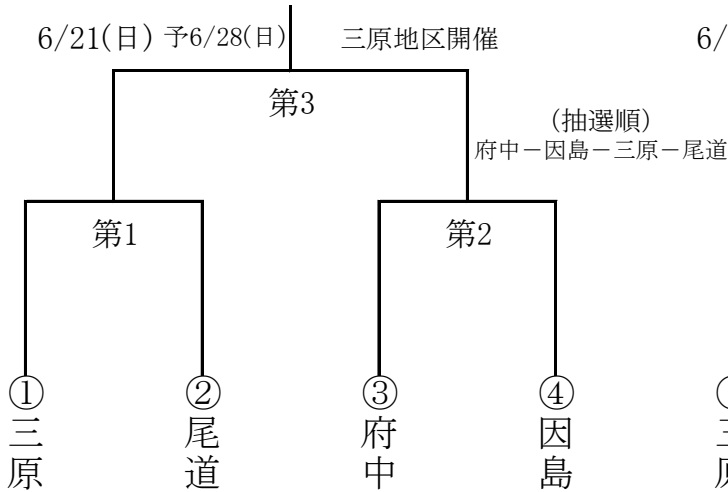 6/21(日) 予6/28(日) 三原地区開催
6/
第3
(抽選順)
府中－因島－三原－尾道
第1
第2
①三原
②尾道
③府中
④因島